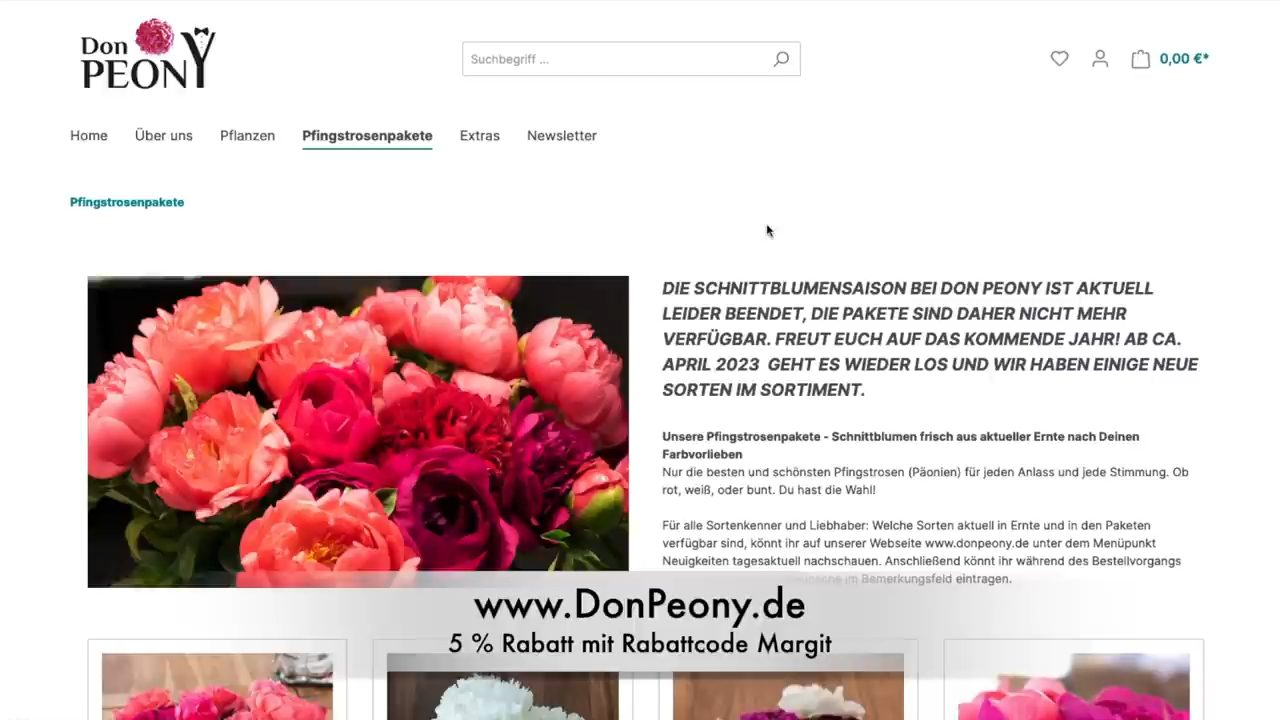 Don
PEONY
Suchbegriff ...
0,00 €*
Home Über uns Pflanzen Pfingstrosenpakete Extras Newsletter
Pfingstrosenpakete
DIE SCHNITTBLUMENSAISON BEI DON PEONY IST AKTUELL
LEIDER BEENDET, DIE PAKETE SIND DAHER NICHT MEHR
VERFÜGBAR. FREUT EUCH AUF DAS KOMMENDE JAHR! AB CA.
APRIL 2023 GEHT ES WIEDER LOS UND WIR HABEN EINIGE NEUE
SORTEN IM SORTIMENT.
Unsere Pfingstrosenpakete - Schnittblumen frisch aus aktueller Ernte nach Deinen
Farbvorlieben
Nur die besten und schönsten Pfingstrosen (Päonien) für jeden Anlass und jede Stimmung. Ob
rot, weiß, oder bunt. Du hast die Wahl!
Für alle Sortenkenner und Liebhaber: Welche Sorten aktuell in Ernte und in den Paketen
verfügbar sind, könnt ihr auf unserer Webseite www.donpeony.de unter dem Menüpunkt
Neuigkeiten tagesaktuell nachschauen. Anschließend könnt ihr während des Bestellvorgangs
im Bemerkungsfeld eintragen.
www.DonPeony.de
5 % Rabatt mit Rabattcode Margit